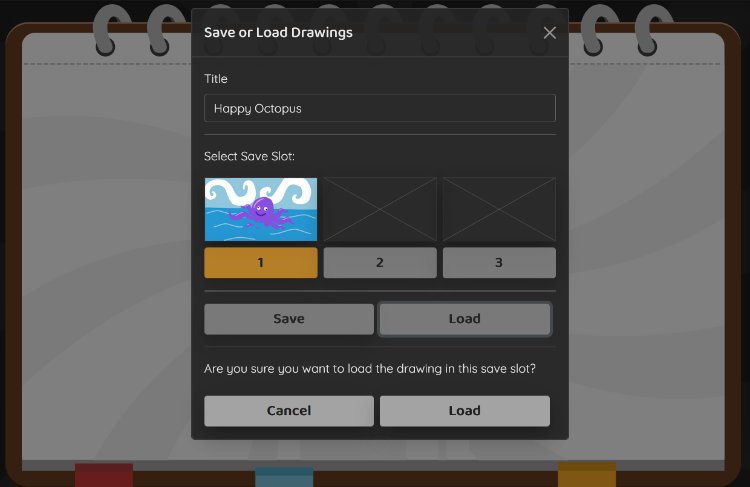 Save or Load Drawings
Title
Happy Octopus
Select Save Slot:
1 2 3
Save Load
Are you sure you want to load the drawing in this save slot?
Cancel Load